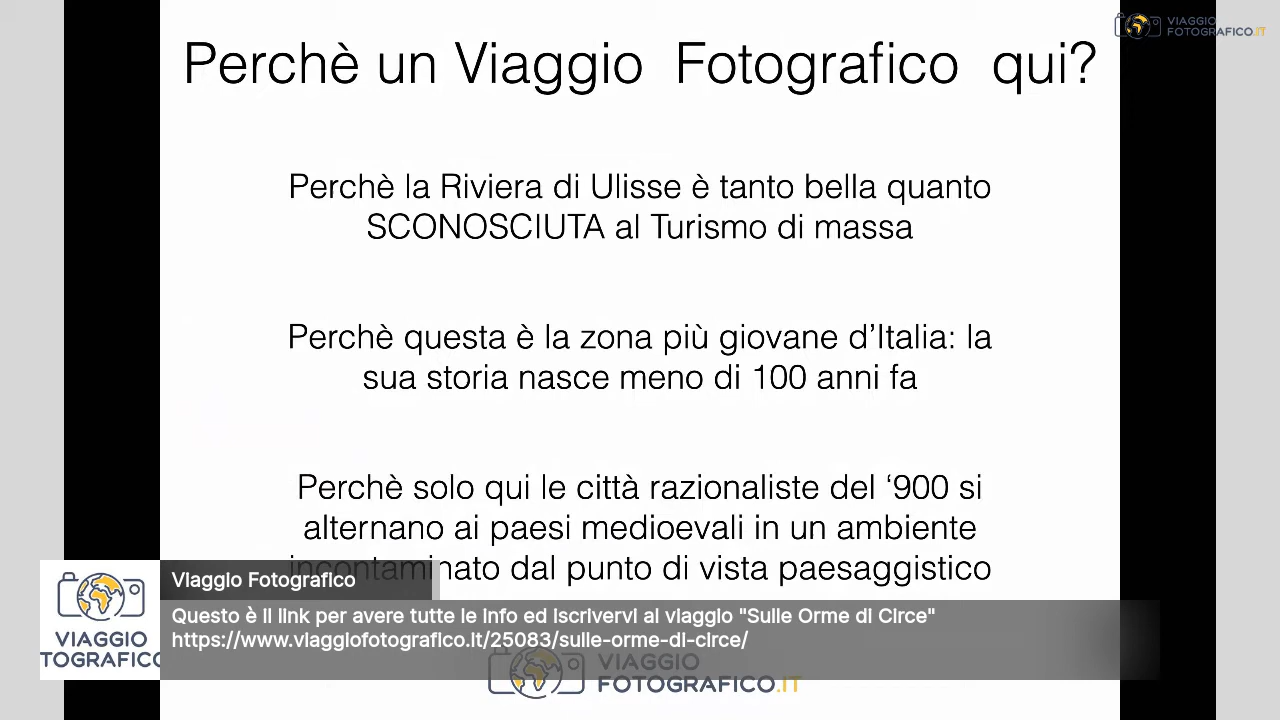 VIAGGIO
FOTOGRAFICO.IT
Perchè un Viaggio Fotografico qui?
Perchè la Riviera di Ulisse è tanto bella quanto
SCONOSCIUTA al Turismo di massa
Perchè questa è la zona più giovane d’Italia: la
sua storia nasce meno di 100 anni fa
Perchè solo qui le città razionaliste del ‘900 si
alternano ai paesi medioevali in un ambiente
incontaminato dal punto di vista paesaggistico
Viaggio Fotografico
Questo è il link per avere tutte le info ed iscrivervi al viaggio "Sulle Orme di Circe"
https://www.viaggiofotografico.it/25083/sulle-orme-di-circe/
VIAGGIO
TOGRAFICO
VIAGGIO
FOTOGRAFICO.IT